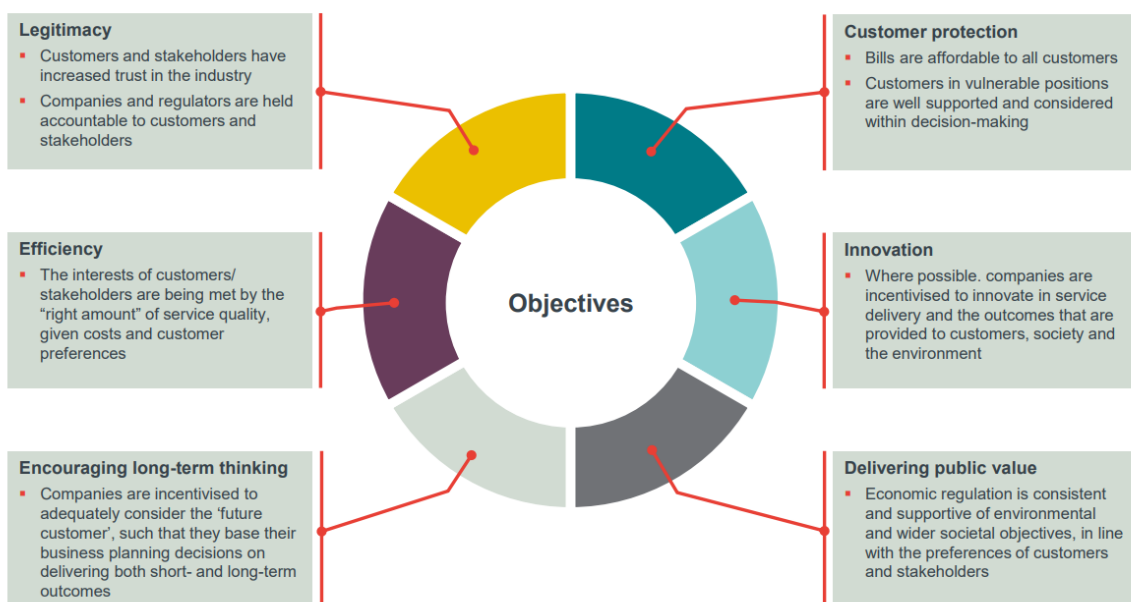 Legitimacy
▪ Customers and stakeholders have
increased trust in the industry
▪ Companies and regulators are held
accountable to customers and
stakeholders
Customer protection
▪ Bills are affordable to all customers
▪ Customers in vulnerable positions
are well supported and considered
within decision-making
Efficiency
▪ The interests of customers/
stakeholders are being met by the
“right amount” of service quality,
given costs and customer
preferences
Objectives
Innovation
▪ Where possible. companies are
incentivised to innovate in service
delivery and the outcomes that are
provided to customers, society and
the environment
Encouraging long-term thinking
▪ Companies are incentivised to
adequately consider the ‘future
customer’, such that they base their
business planning decisions on
delivering both short- and long-term
outcomes
Delivering public value
▪ Economic regulation is consistent
and supportive of environmental
and wider societal objectives, in line
with the preferences of customers
and stakeholders